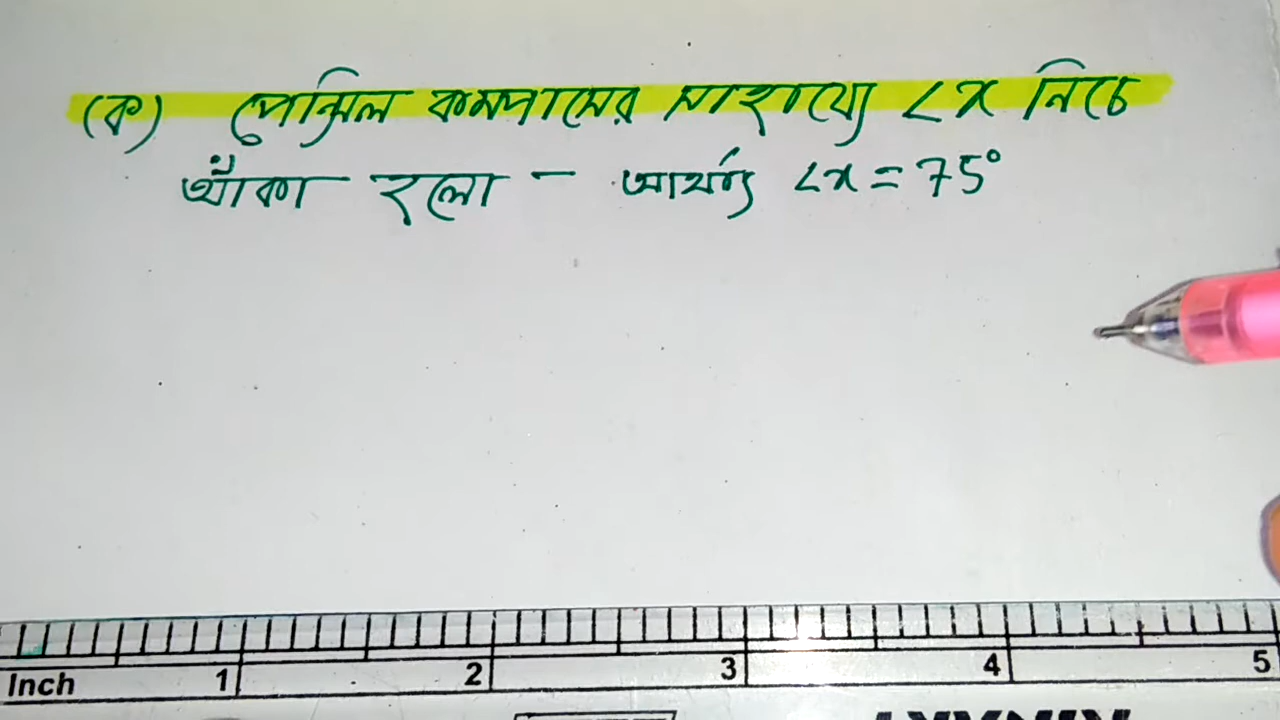 (ক) পেন্সিল কম্পাসের সাহায্যে ∠x নিচে
আঁকা হলো - অর্থাৎ ∠x = 75°
1 2 3 4 5
Inch